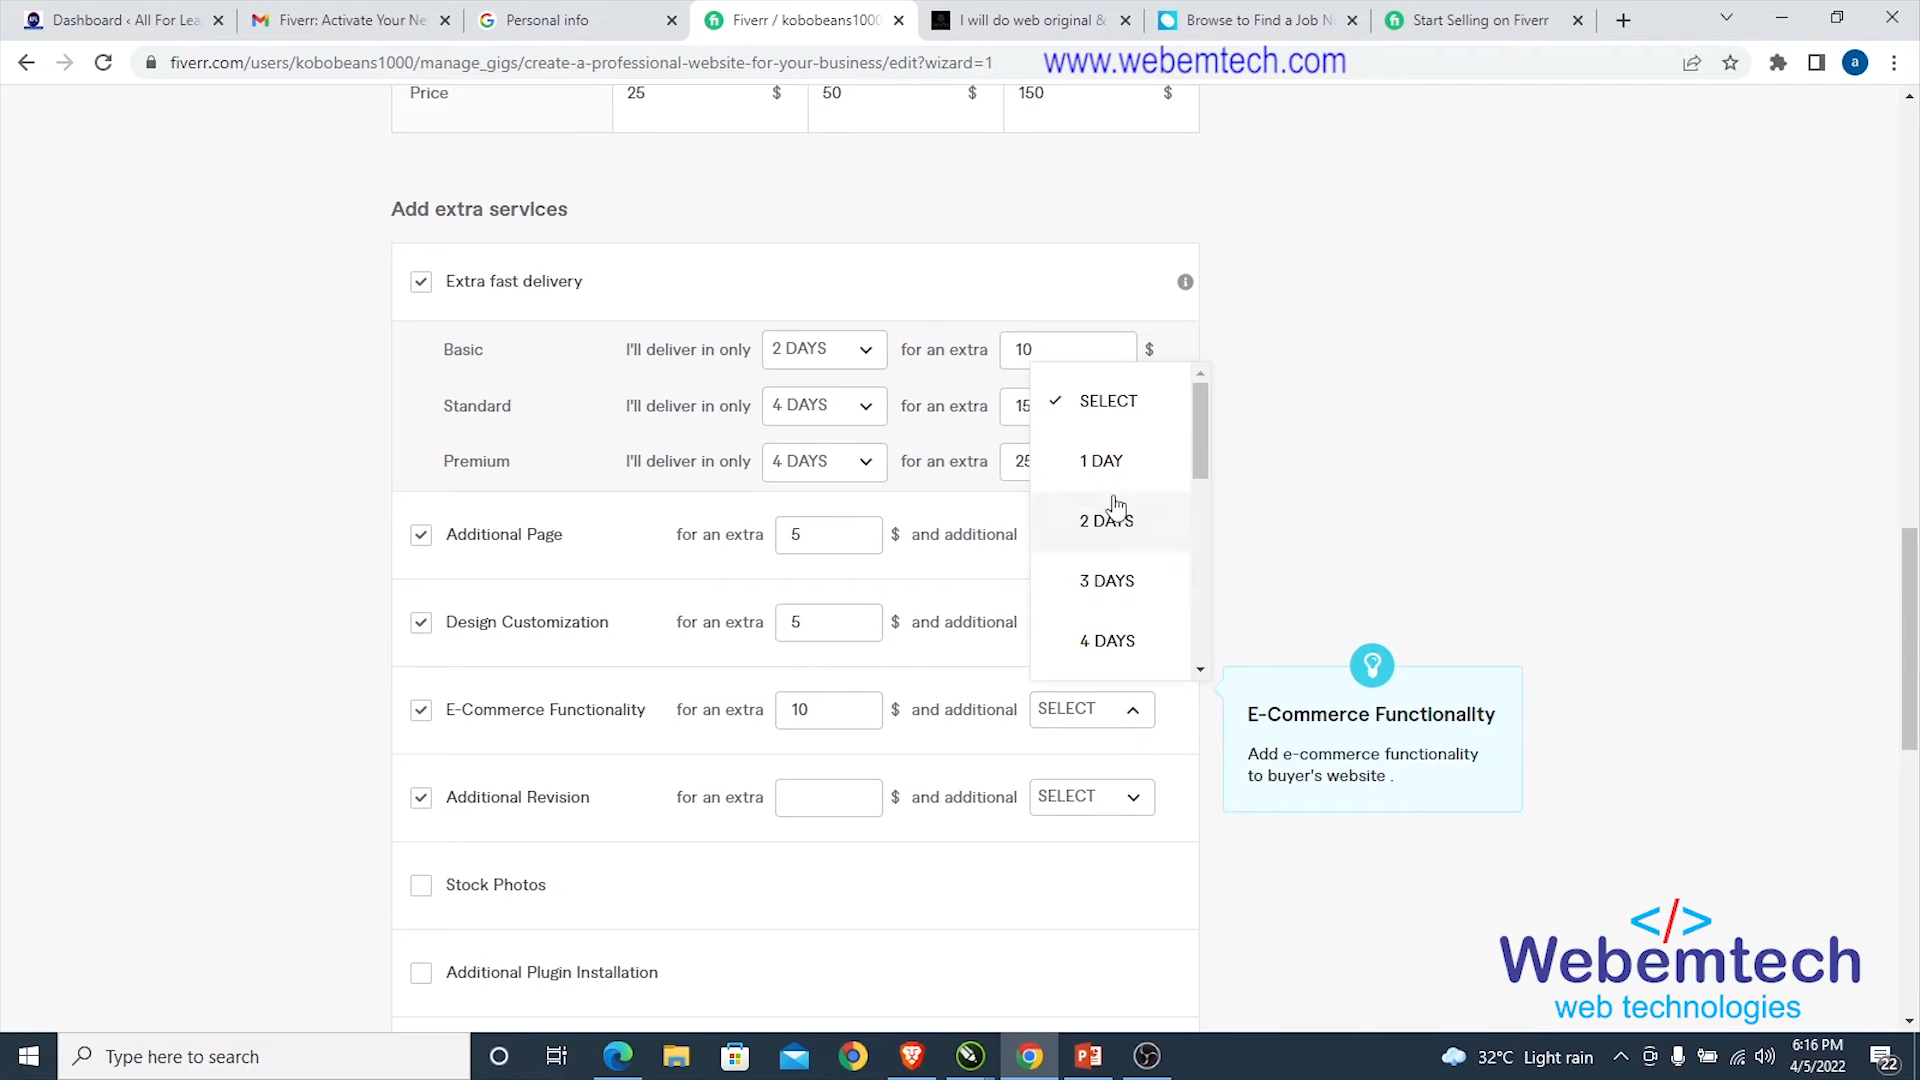 Dashboard ‹ All For Lea
Fiverr: Activate Your Ne
Personal info
Fiverr / kobobeans1000
I will do web original &
Browse to Find a Job N
Start Selling on Fiverr
fiverr.com/users/kobobeans1000/manage_gigs/create-a-professional-website-for-your-business/edit?wizard=1
www.webemtech.com
a
Price 25 $ 50 $ 150 $
Add extra services
Extra fast delivery
Basic I'll deliver in only 2 DAYS for an extra 10 $
Standard I'll deliver in only 4 DAYS for an extra 15
Premium I'll deliver in only 4 DAYS for an extra 25
SELECT
1 DAY
2 DAYS
3 DAYS
4 DAYS
Additional Page for an extra 5 $ and additional
Design Customization for an extra 5 $ and additional
E-Commerce Functionality for an extra 10 $ and additional SELECT
Additional Revision for an extra $ and additional SELECT
Stock Photos
Additional Plugin Installation
E-Commerce Functionality
Add e-commerce functionality
to buyer's website .
</>
Webemtech
web technologies
Type here to search
32°C Light rain
6:16 PM
4/5/2022
22